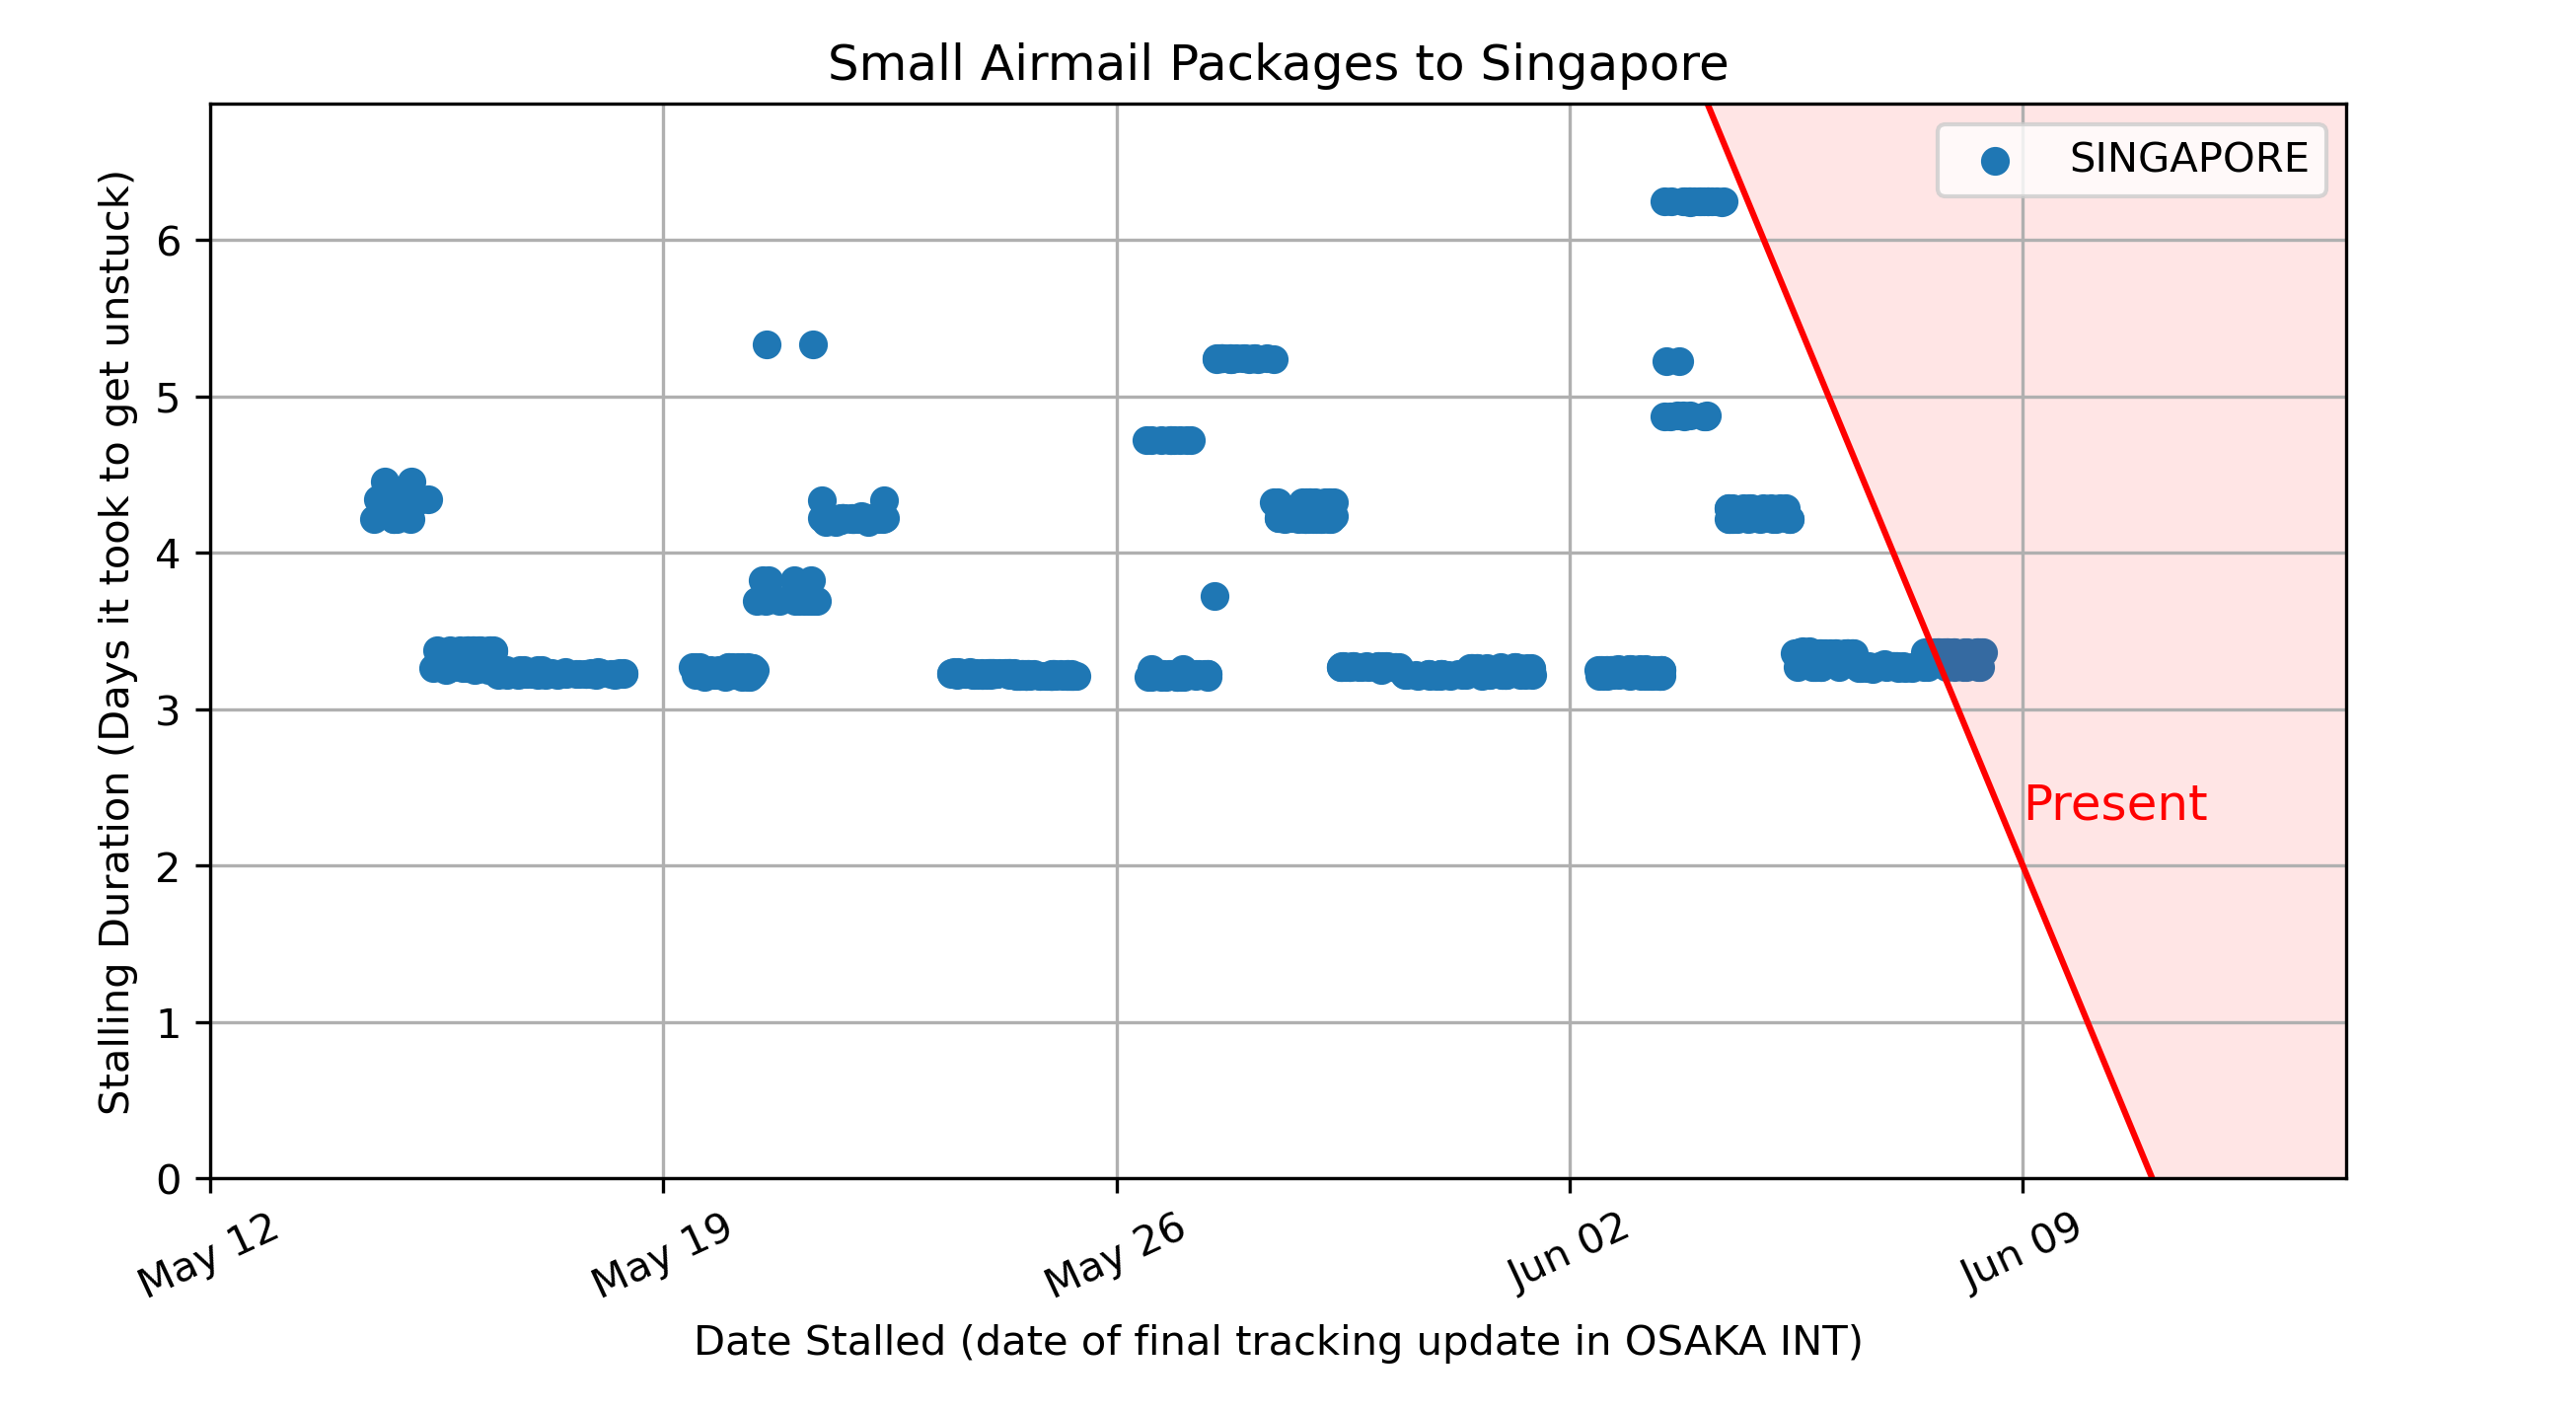 Small Airmail Packages to Singapore
SINGAPORE
Stalling Duration (Days it took to get unstuck)
6
5
4
3
2
1
0
Present
May 12
May 19
May 26
Jun 02
Jun 09
Date Stalled (date of final tracking update in OSAKA INT)